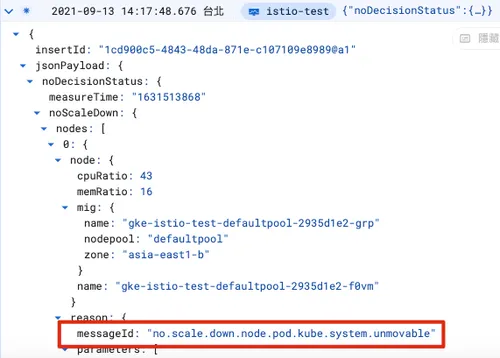 2021-09-13 14:17:48.676 台北 istio-test {"noDecisionStatus":{…}}
{ 隱藏
insertId: "1cd900c5-4843-48da-871e-c107109e8989@a1"
jsonPayload: {
noDecisionStatus: {
measureTime: "1631513868"
noScaleDown: {
nodes: [
0: {
node: {
cpuRatio: 43
memRatio: 16
mig: {
name: "gke-istio-test-defaultpool-2935d1e2-grp"
nodepool: "defaultpool"
zone: "asia-east1-b"
}
name: "gke-istio-test-defaultpool-2935d1e2-f0vm"
}
reason: {
messageId: "no.scale.down.node.pod.kube.system.unmovable"
parameters: [